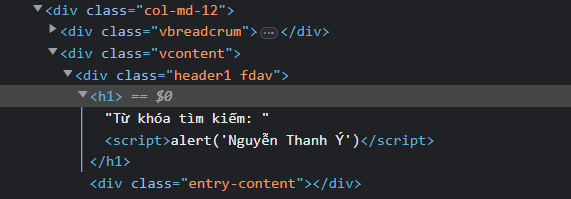 <div class="col-md-12">
<div class="vbreadcrum">…</div>
<div class="vcontent">
<div class="header1 fdav">
<h1> == $0
"Từ khóa tìm kiếm: "
<script>alert('Nguyễn Thanh Ý')</script>
</h1>
<div class="entry-content"></div>